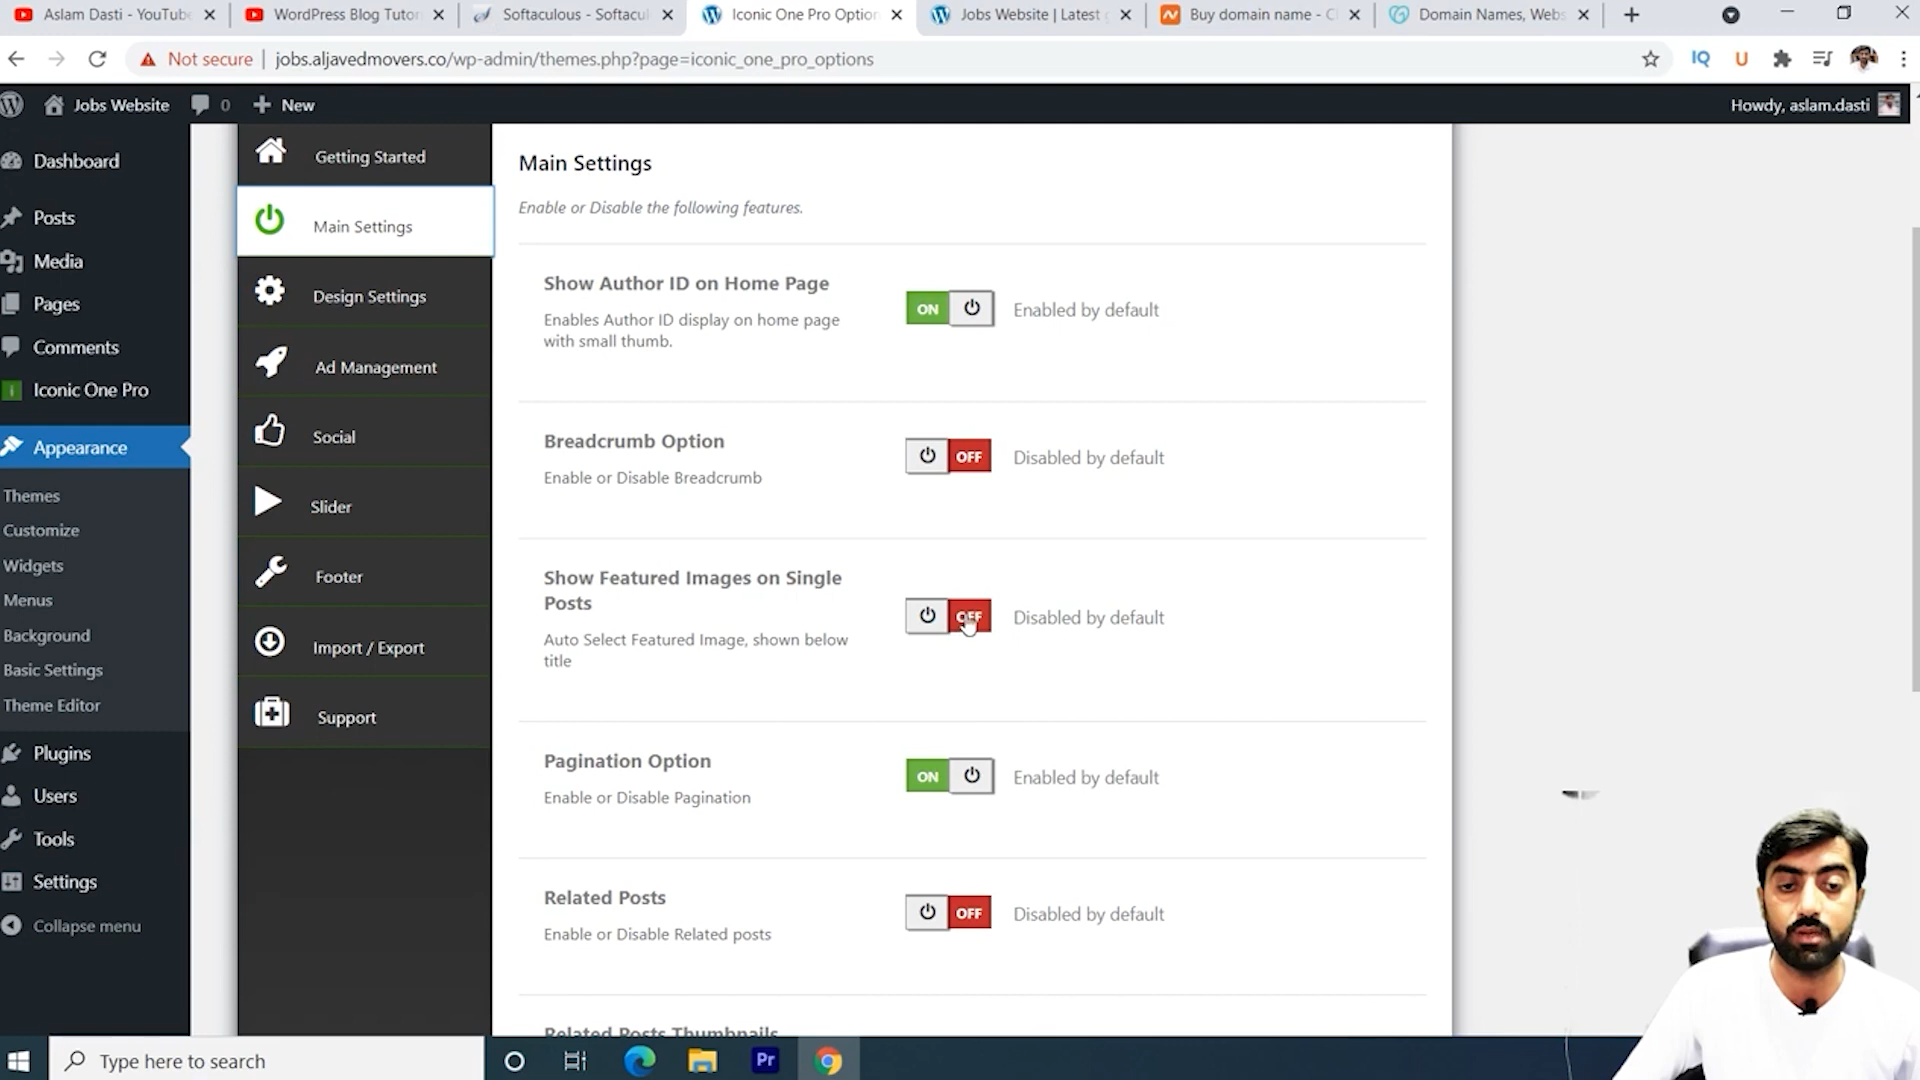 Aslam Dasti - YouTube
WordPress Blog Tutor
Softaculous - Softacul
Iconic One Pro Option
Jobs Website | Latest
Buy domain name -
Domain Names, Webs
Not secure
jobs.aljavedmovers.co/wp-admin/themes.php?page=iconic_one_pro_options
IQ
U
Jobs Website
0
New
Howdy, aslam.dasti
Dashboard
Posts
Media
Pages
Comments
Iconic One Pro
Appearance
Themes
Customize
Widgets
Menus
Background
Basic Settings
Theme Editor
Plugins
Users
Tools
Settings
Collapse menu
Getting Started
Main Settings
Design Settings
Ad Management
Social
Slider
Footer
Import / Export
Support
Main Settings
Enable or Disable the following features.
Show Author ID on Home Page
Enables Author ID display on home page
with small thumb.
ON
Enabled by default
Breadcrumb Option
Enable or Disable Breadcrumb
OFF
Disabled by default
Show Featured Images on Single
Posts
Auto Select Featured Image, shown below
title
OFF
Disabled by default
Pagination Option
Enable or Disable Pagination
ON
Enabled by default
Related Posts
Enable or Disable Related posts
OFF
Disabled by default
Related Posts Thumbnails
Type here to search
Pr